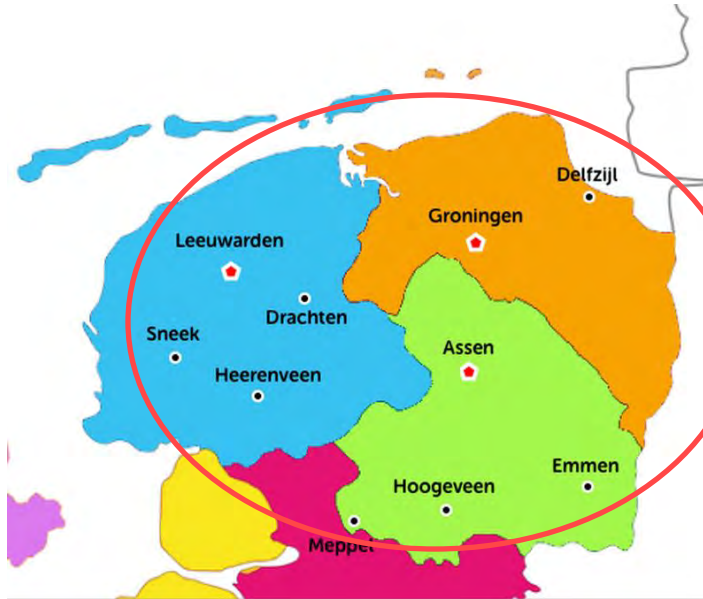 Delfzijl
Groningen
Leeuwarden
Drachten
Sneek
Assen
Heerenveen
Emmen
Hoogeveen
Meppel